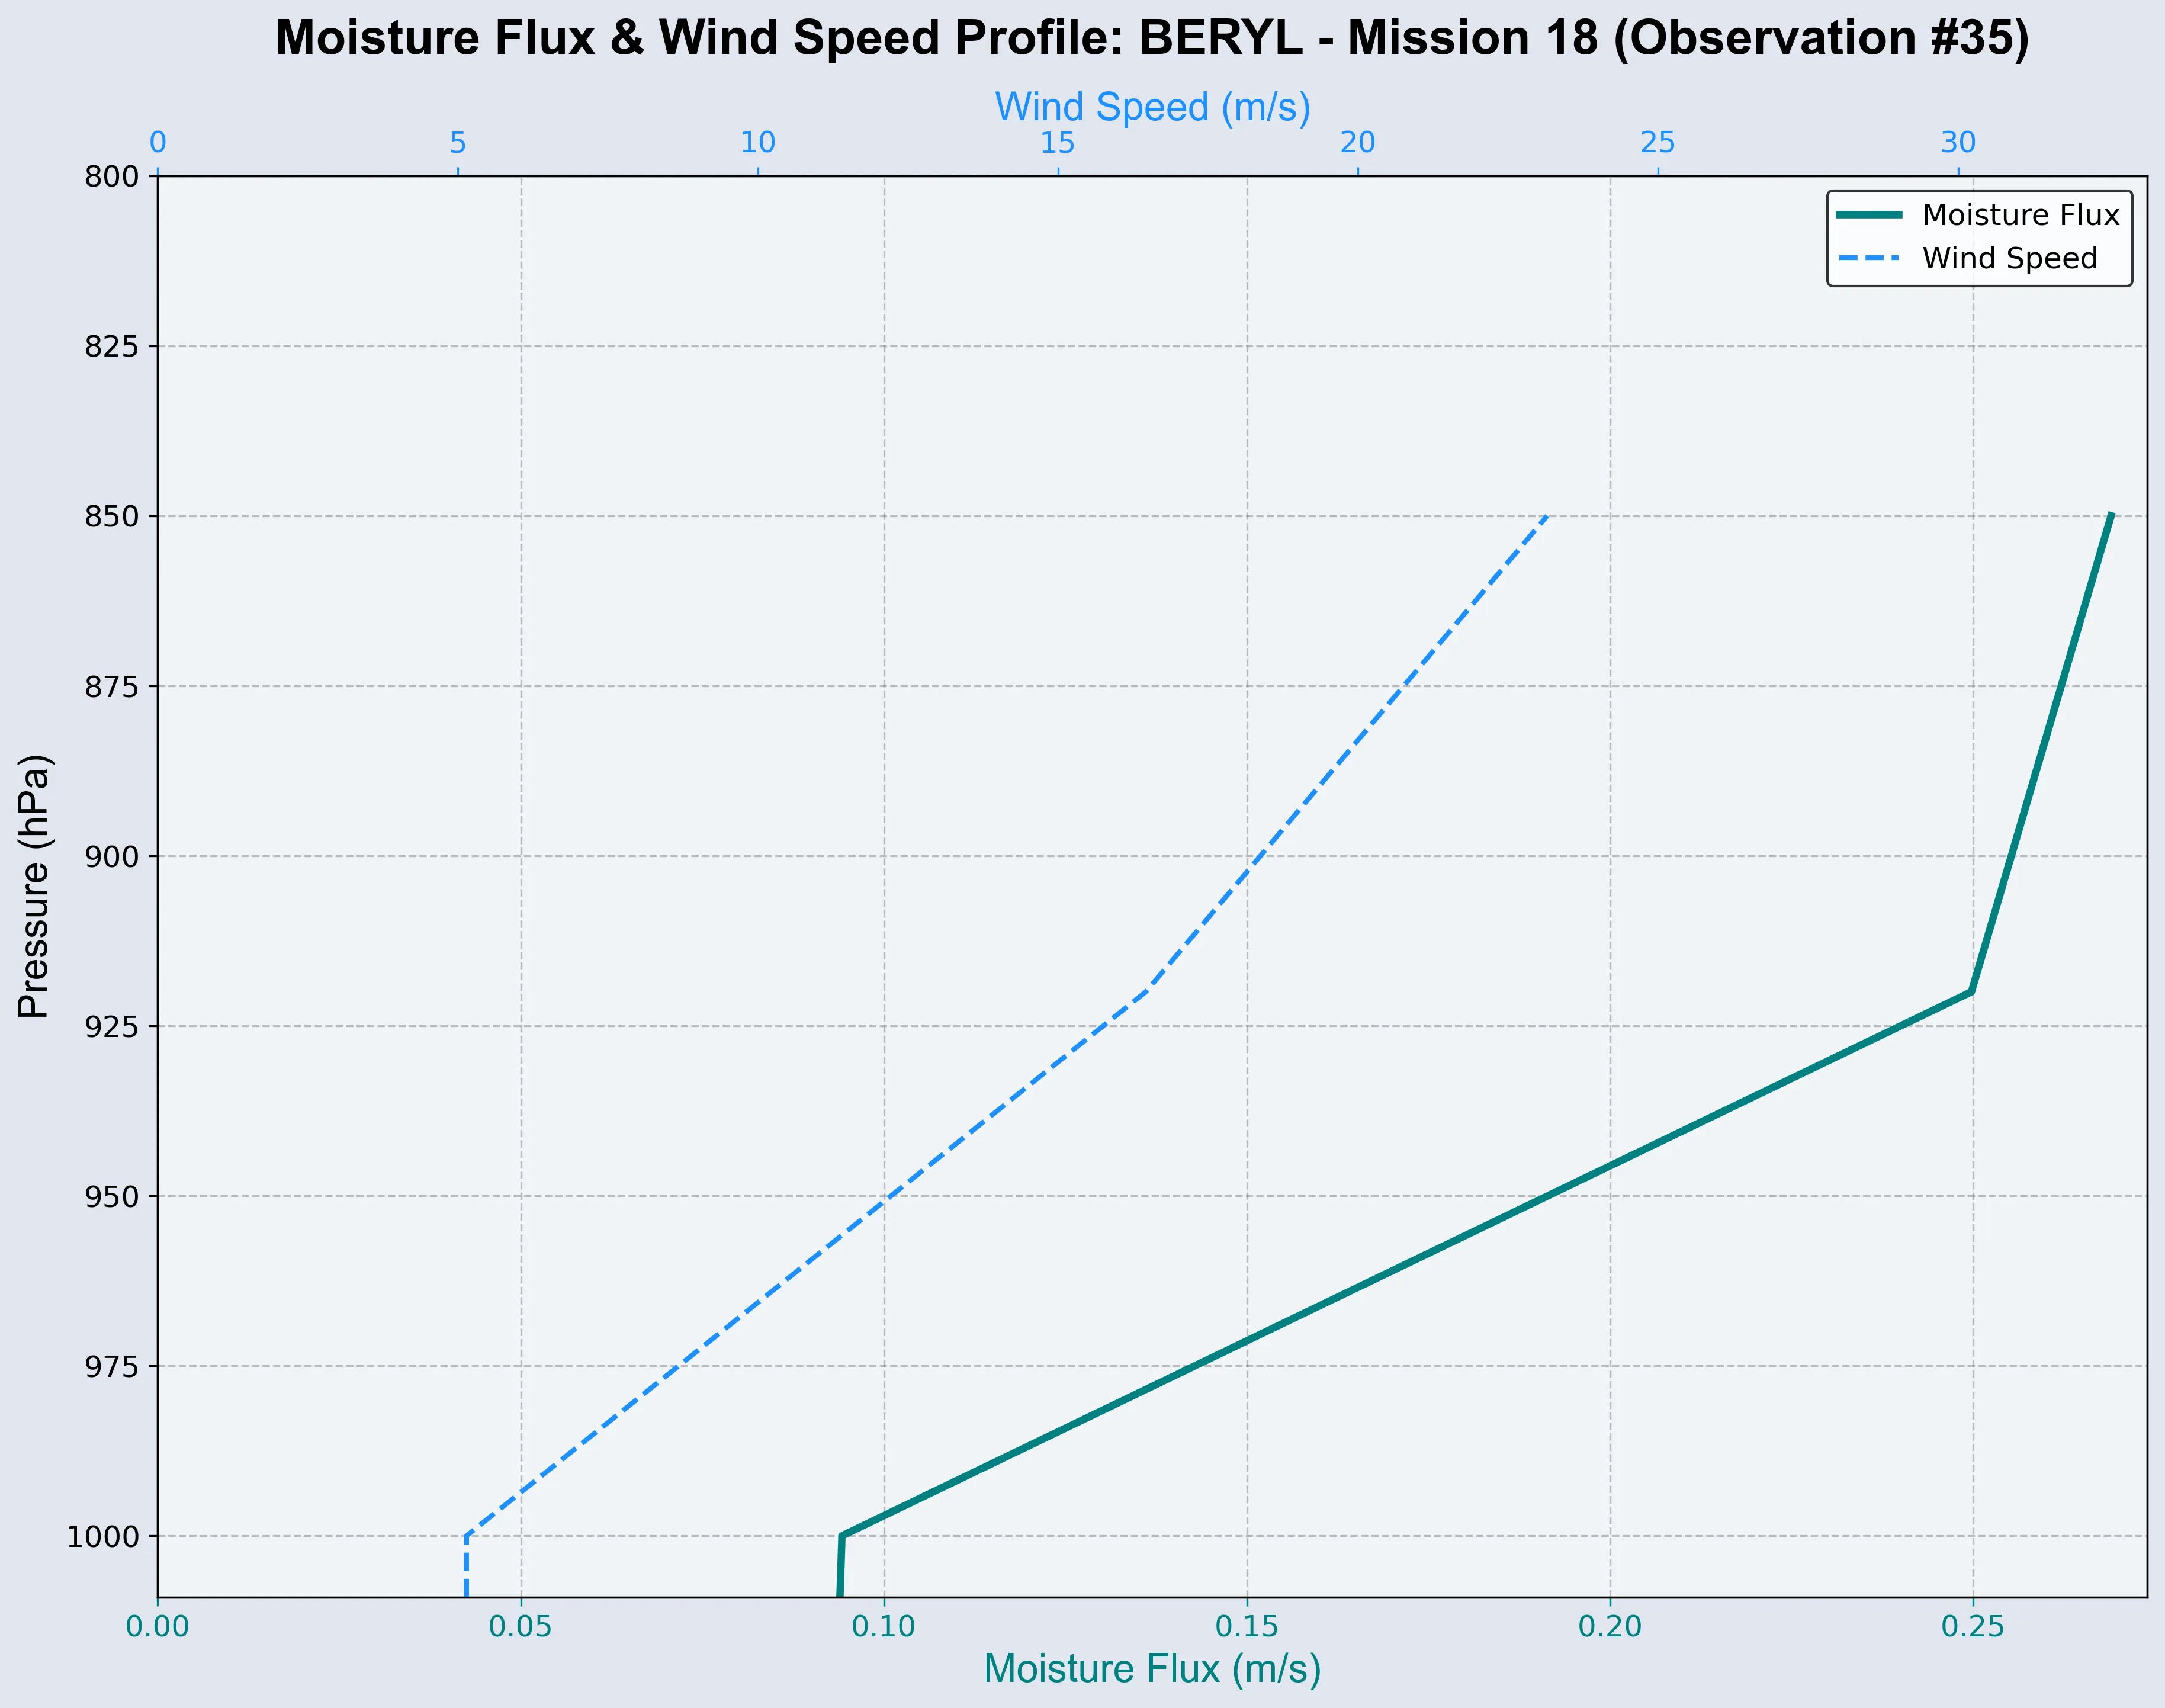 Moisture Flux & Wind Speed Profile: BERYL - Mission 18 (Observation #35)
Wind Speed (m/s)
0 5 10 15 20 25 30
Moisture Flux
Wind Speed
Pressure (hPa)
800
825
850
875
900
925
950
975
1000
0.00 0.05 0.10 0.15 0.20 0.25
Moisture Flux (m/s)